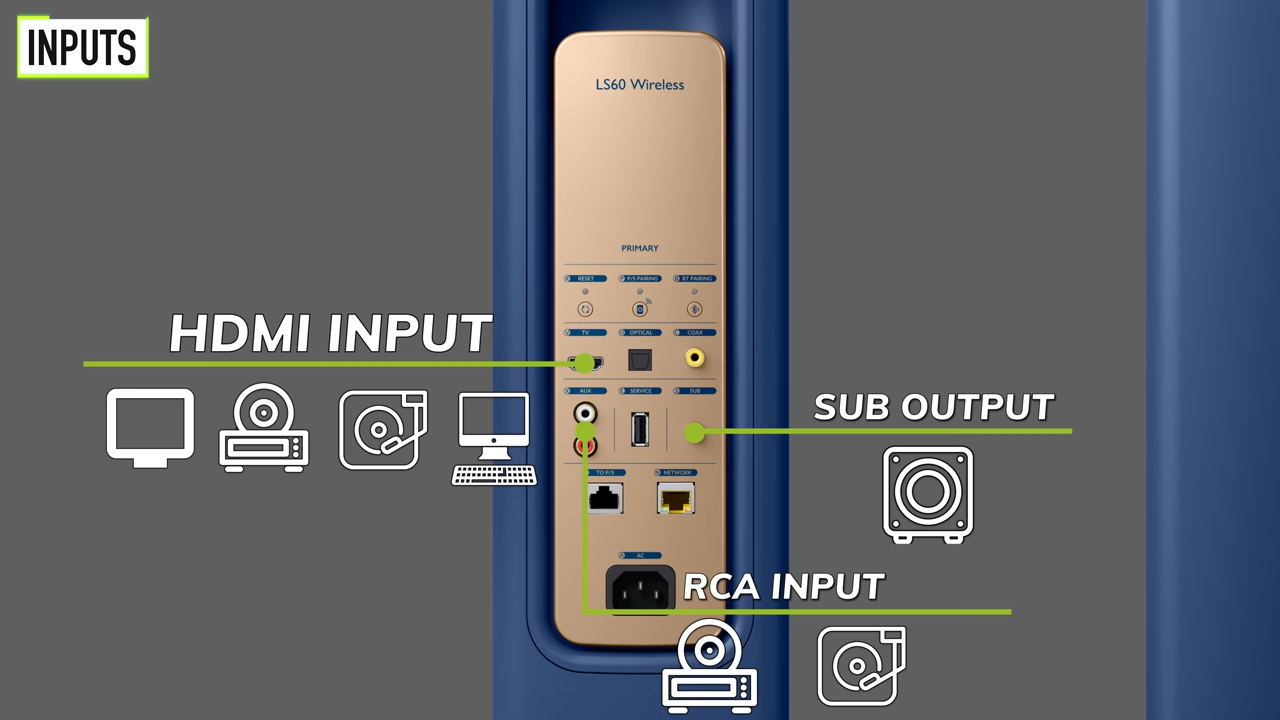 INPUTS
LS60 Wireless
PRIMARY
RESET
P/S PAIRING
BT PAIRING
HDMI INPUT
TV
OPTICAL
COAX
AUX
SERVICE
SUB
SUB OUTPUT
TO P/S
NETWORK
AC
RCA INPUT